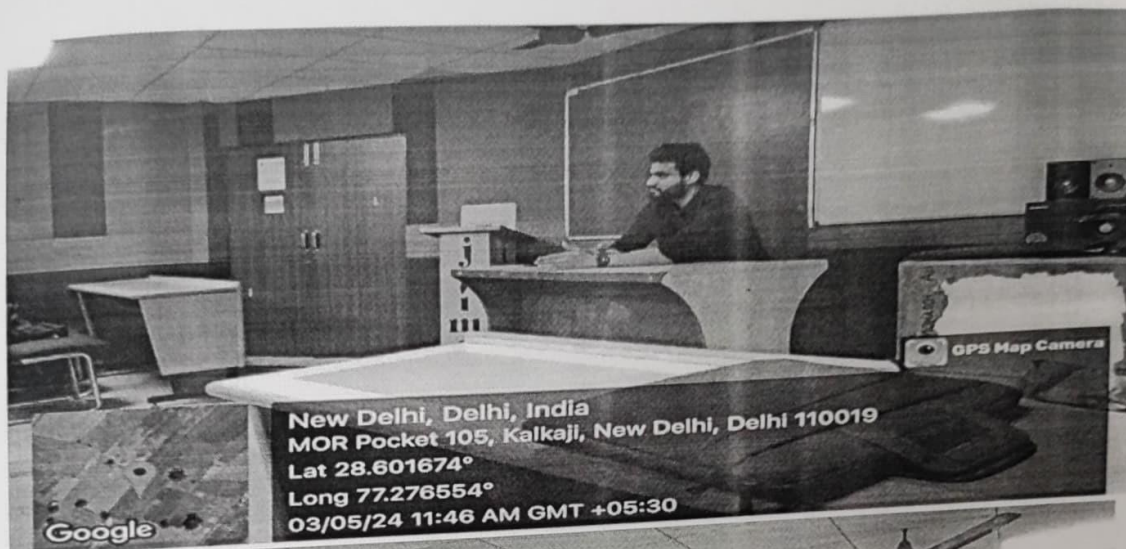 GPS Map Camera
New Delhi, Delhi, India
MOR Pocket 105, Kalkaji, New Delhi, Delhi 110019
Lat 28.601674°
Long 77.276554°
03/05/24 11:46 AM GMT +05:30
Google